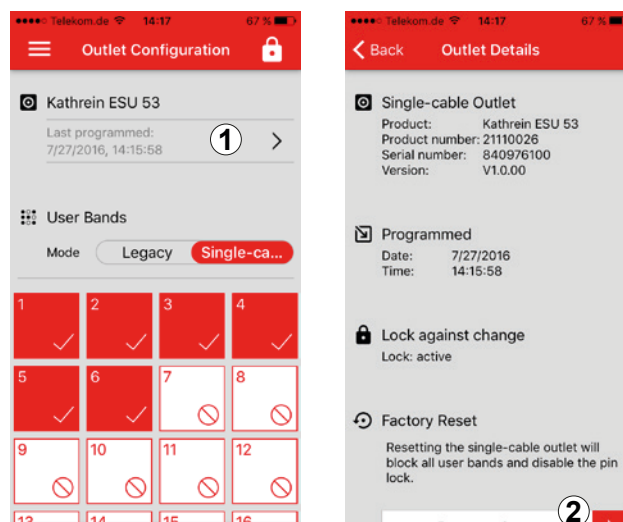 Telekom.de 14:17 67 %
Outlet Configuration
Kathrein ESU 53
Last programmed:
7/27/2016, 14:15:58
1
User Bands
Mode Legacy Single-ca...
1 2 3 4
5 6 7 8
9 10 11 12
13 14 15 16
Telekom.de 14:17 67 %
Back Outlet Details
Single-cable Outlet
Product: Kathrein ESU 53
Product number: 21110026
Serial number: 840976100
Version: V1.0.00
Programmed
Date: 7/27/2016
Time: 14:15:58
Lock against change
Lock: active
Factory Reset
Resetting the single-cable outlet will
block all user bands and disable the pin
lock.
2